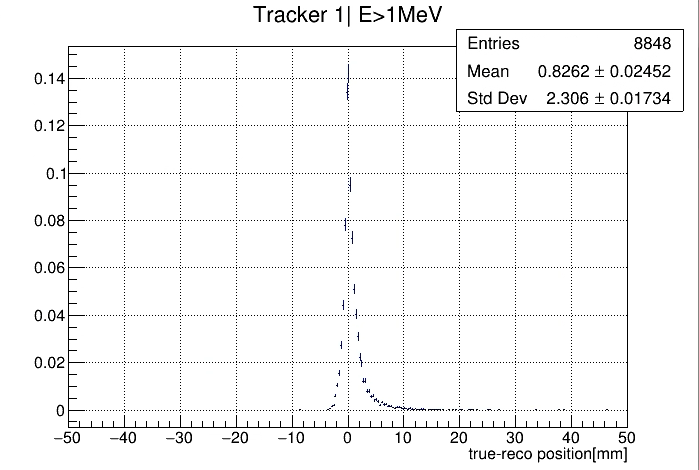 Tracker 1| E>1MeV
Entries 8848
Mean 0.8262 ± 0.02452
Std Dev 2.306 ± 0.01734
0.14
0.12
0.1
0.08
0.06
0.04
0.02
0
−50 −40 −30 −20 −10 0 10 20 30 40 50
true-reco position[mm]